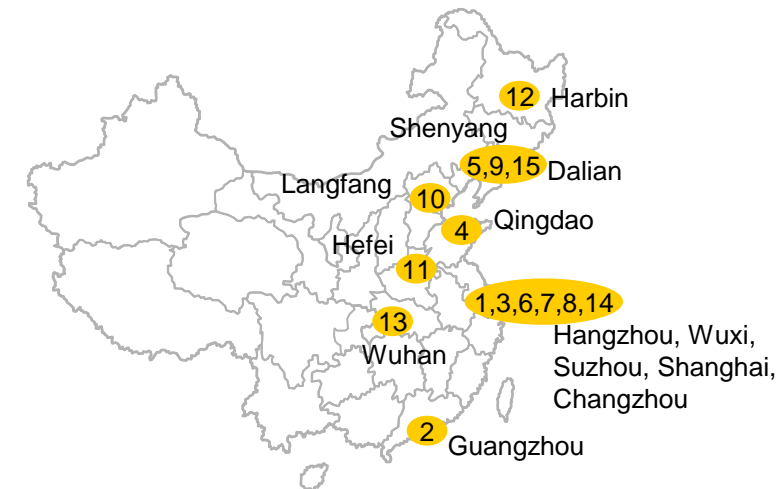 12 Harbin
Shenyang
5,9,15 Dalian
Langfang
10
Qingdao
4
Hefei
11
1,3,6,7,8,14
13
Hangzhou, Wuxi,
Wuhan
Suzhou, Shanghai,
Changzhou
2
Guangzhou